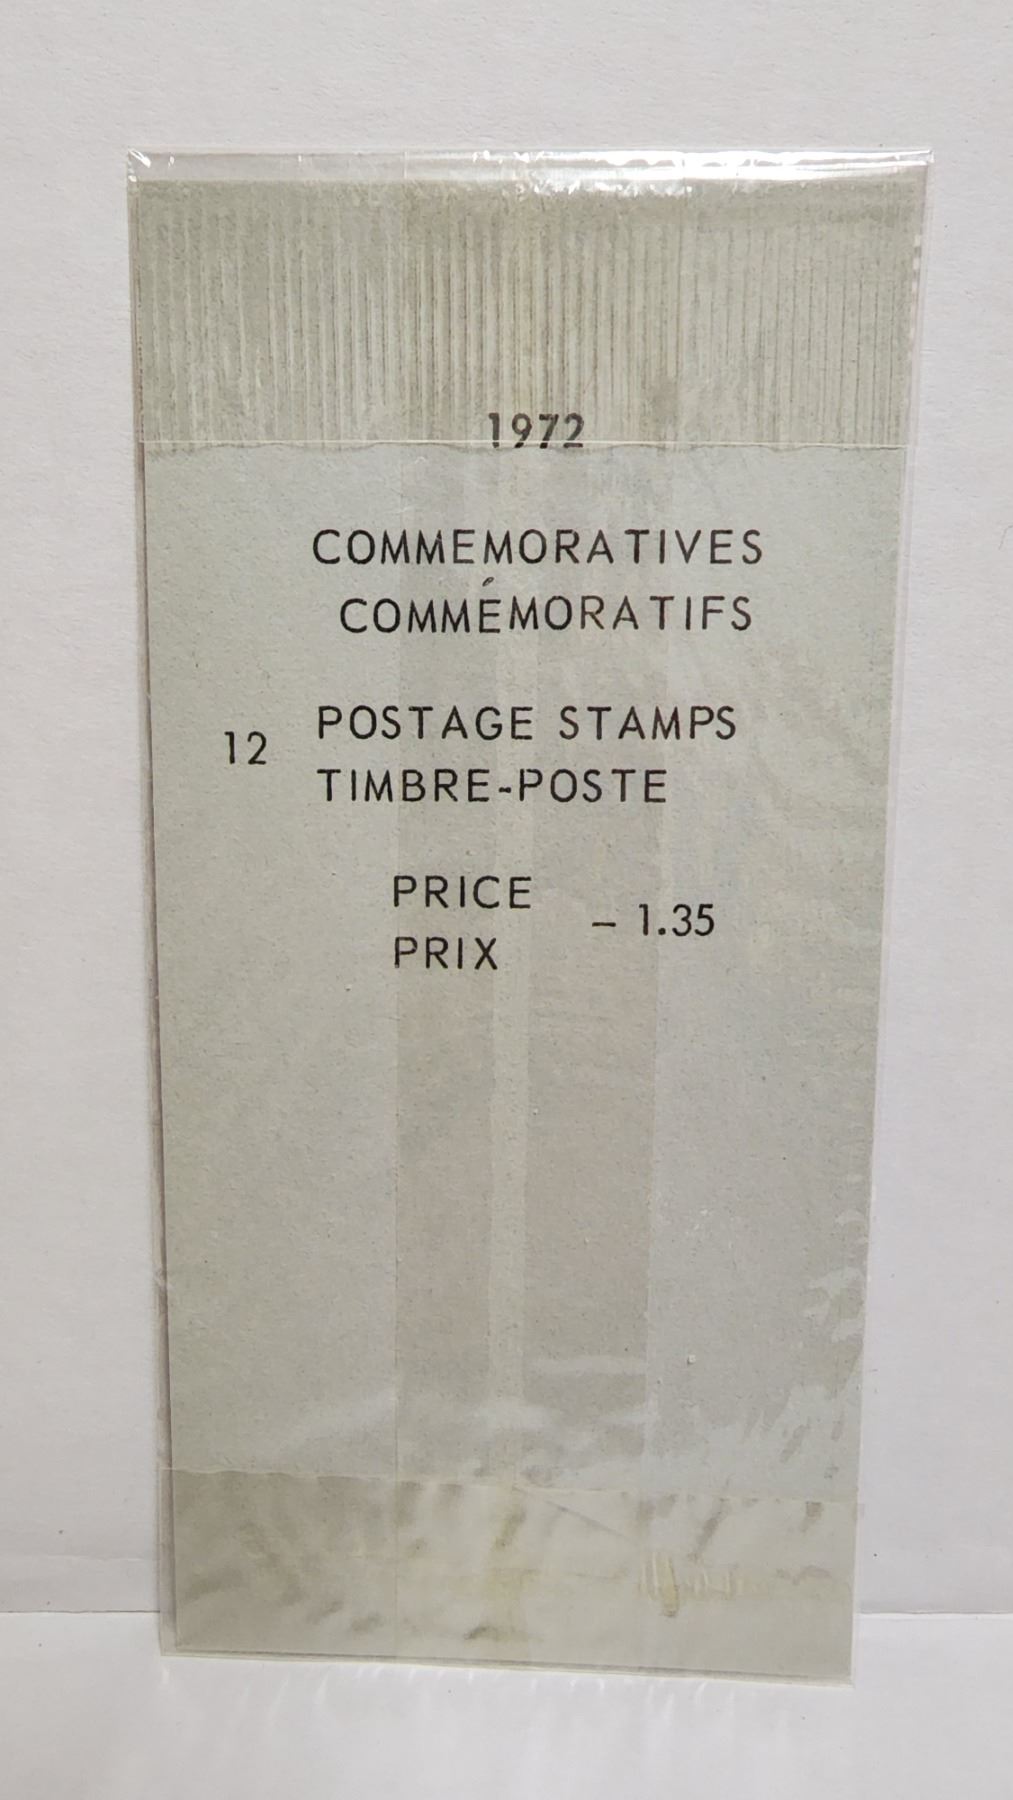 1972
COMMEMORATIVES
COMMÉMORATIFS
12 POSTAGE STAMPS
TIMBRE-POSTE
PRICE – 1.35
PRIX